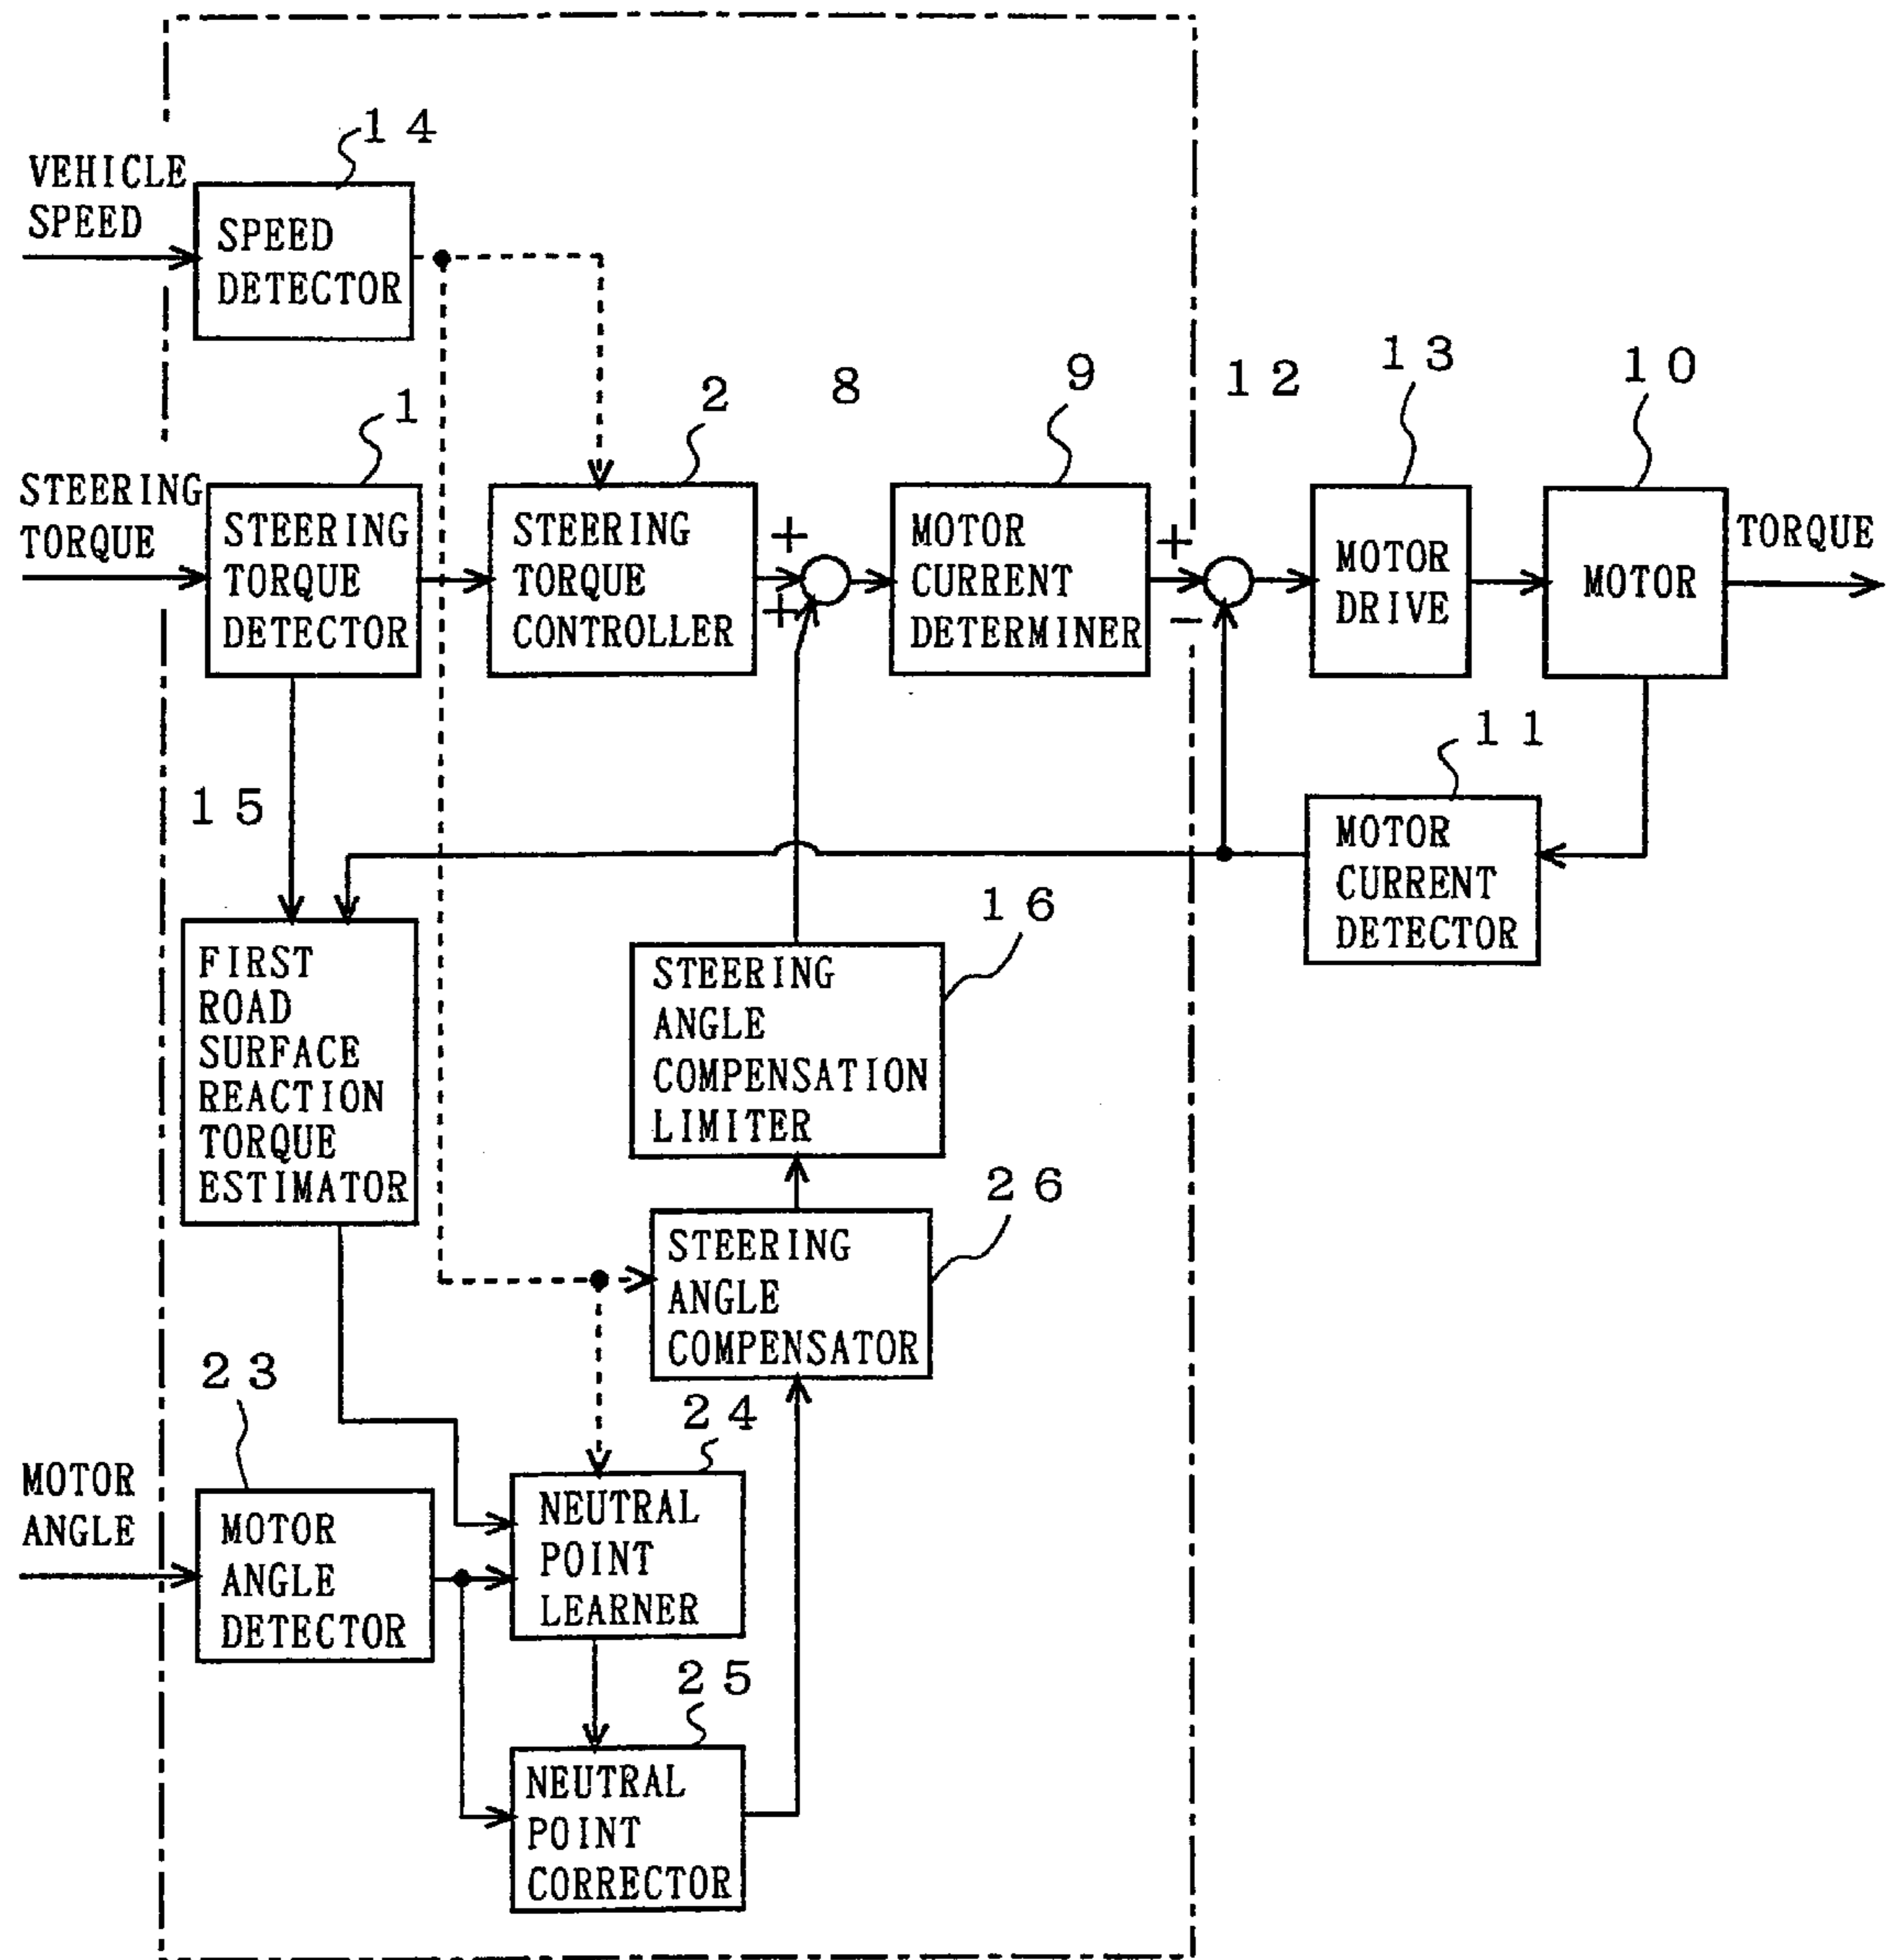 14
VEHICLE
SPEED
SPEED
DETECTOR
1
2
8
9
12
13
10
STEERING
TORQUE
STEERING
TORQUE
DETECTOR
STEERING
TORQUE
CONTROLLER
+
+
MOTOR
CURRENT
DETERMINER
+
−
MOTOR
DRIVE
MOTOR
TORQUE
15
11
MOTOR
CURRENT
DETECTOR
FIRST
ROAD
SURFACE
REACTION
TORQUE
ESTIMATOR
16
STEERING
ANGLE
COMPENSATION
LIMITER
26
STEERING
ANGLE
COMPENSATOR
23
24
MOTOR
ANGLE
MOTOR
ANGLE
DETECTOR
NEUTRAL
POINT
LEARNER
25
NEUTRAL
POINT
CORRECTOR